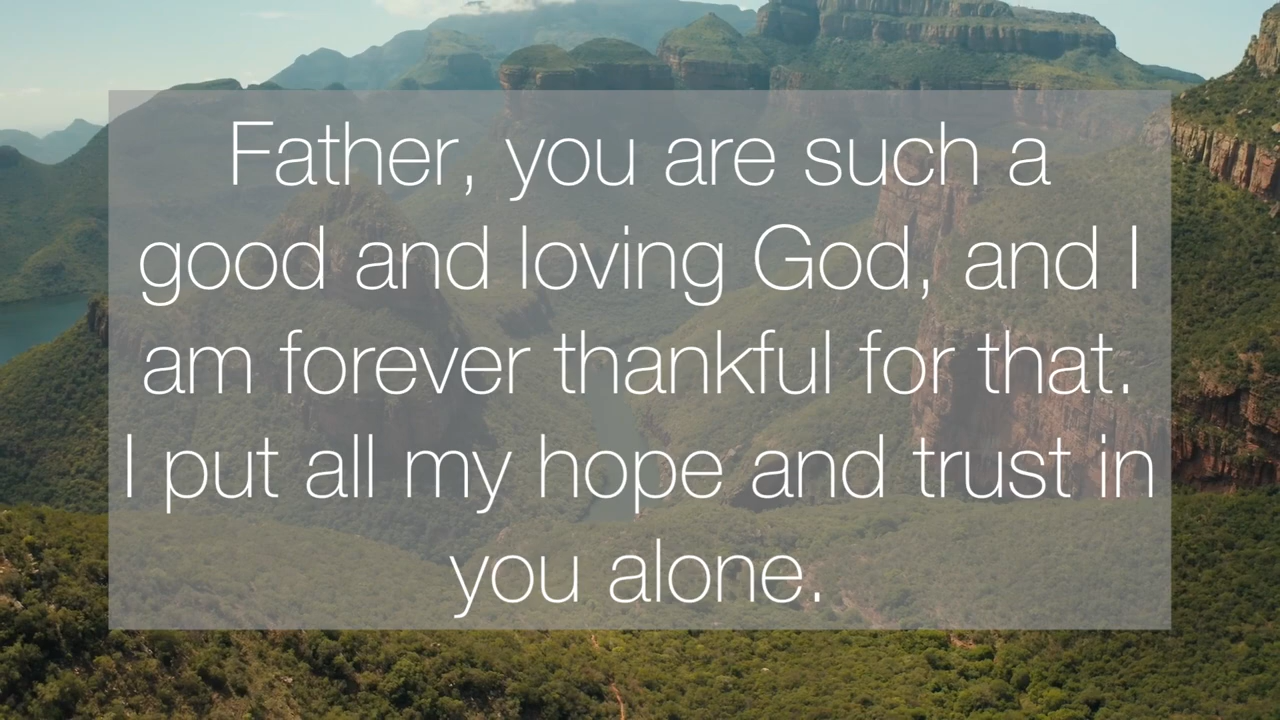 Father, you are such a
good and loving God, and I
am forever thankful for that.
I put all my hope and trust in
you alone.